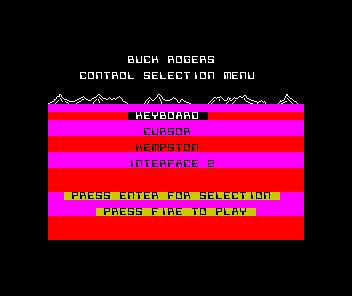 BUCK ROGERS
CONTROL SELECTION MENU
KEYBOARD
CURSOR
KEMPSTON
INTERFACE 2
PRESS ENTER FOR SELECTION
PRESS FIRE TO PLAY